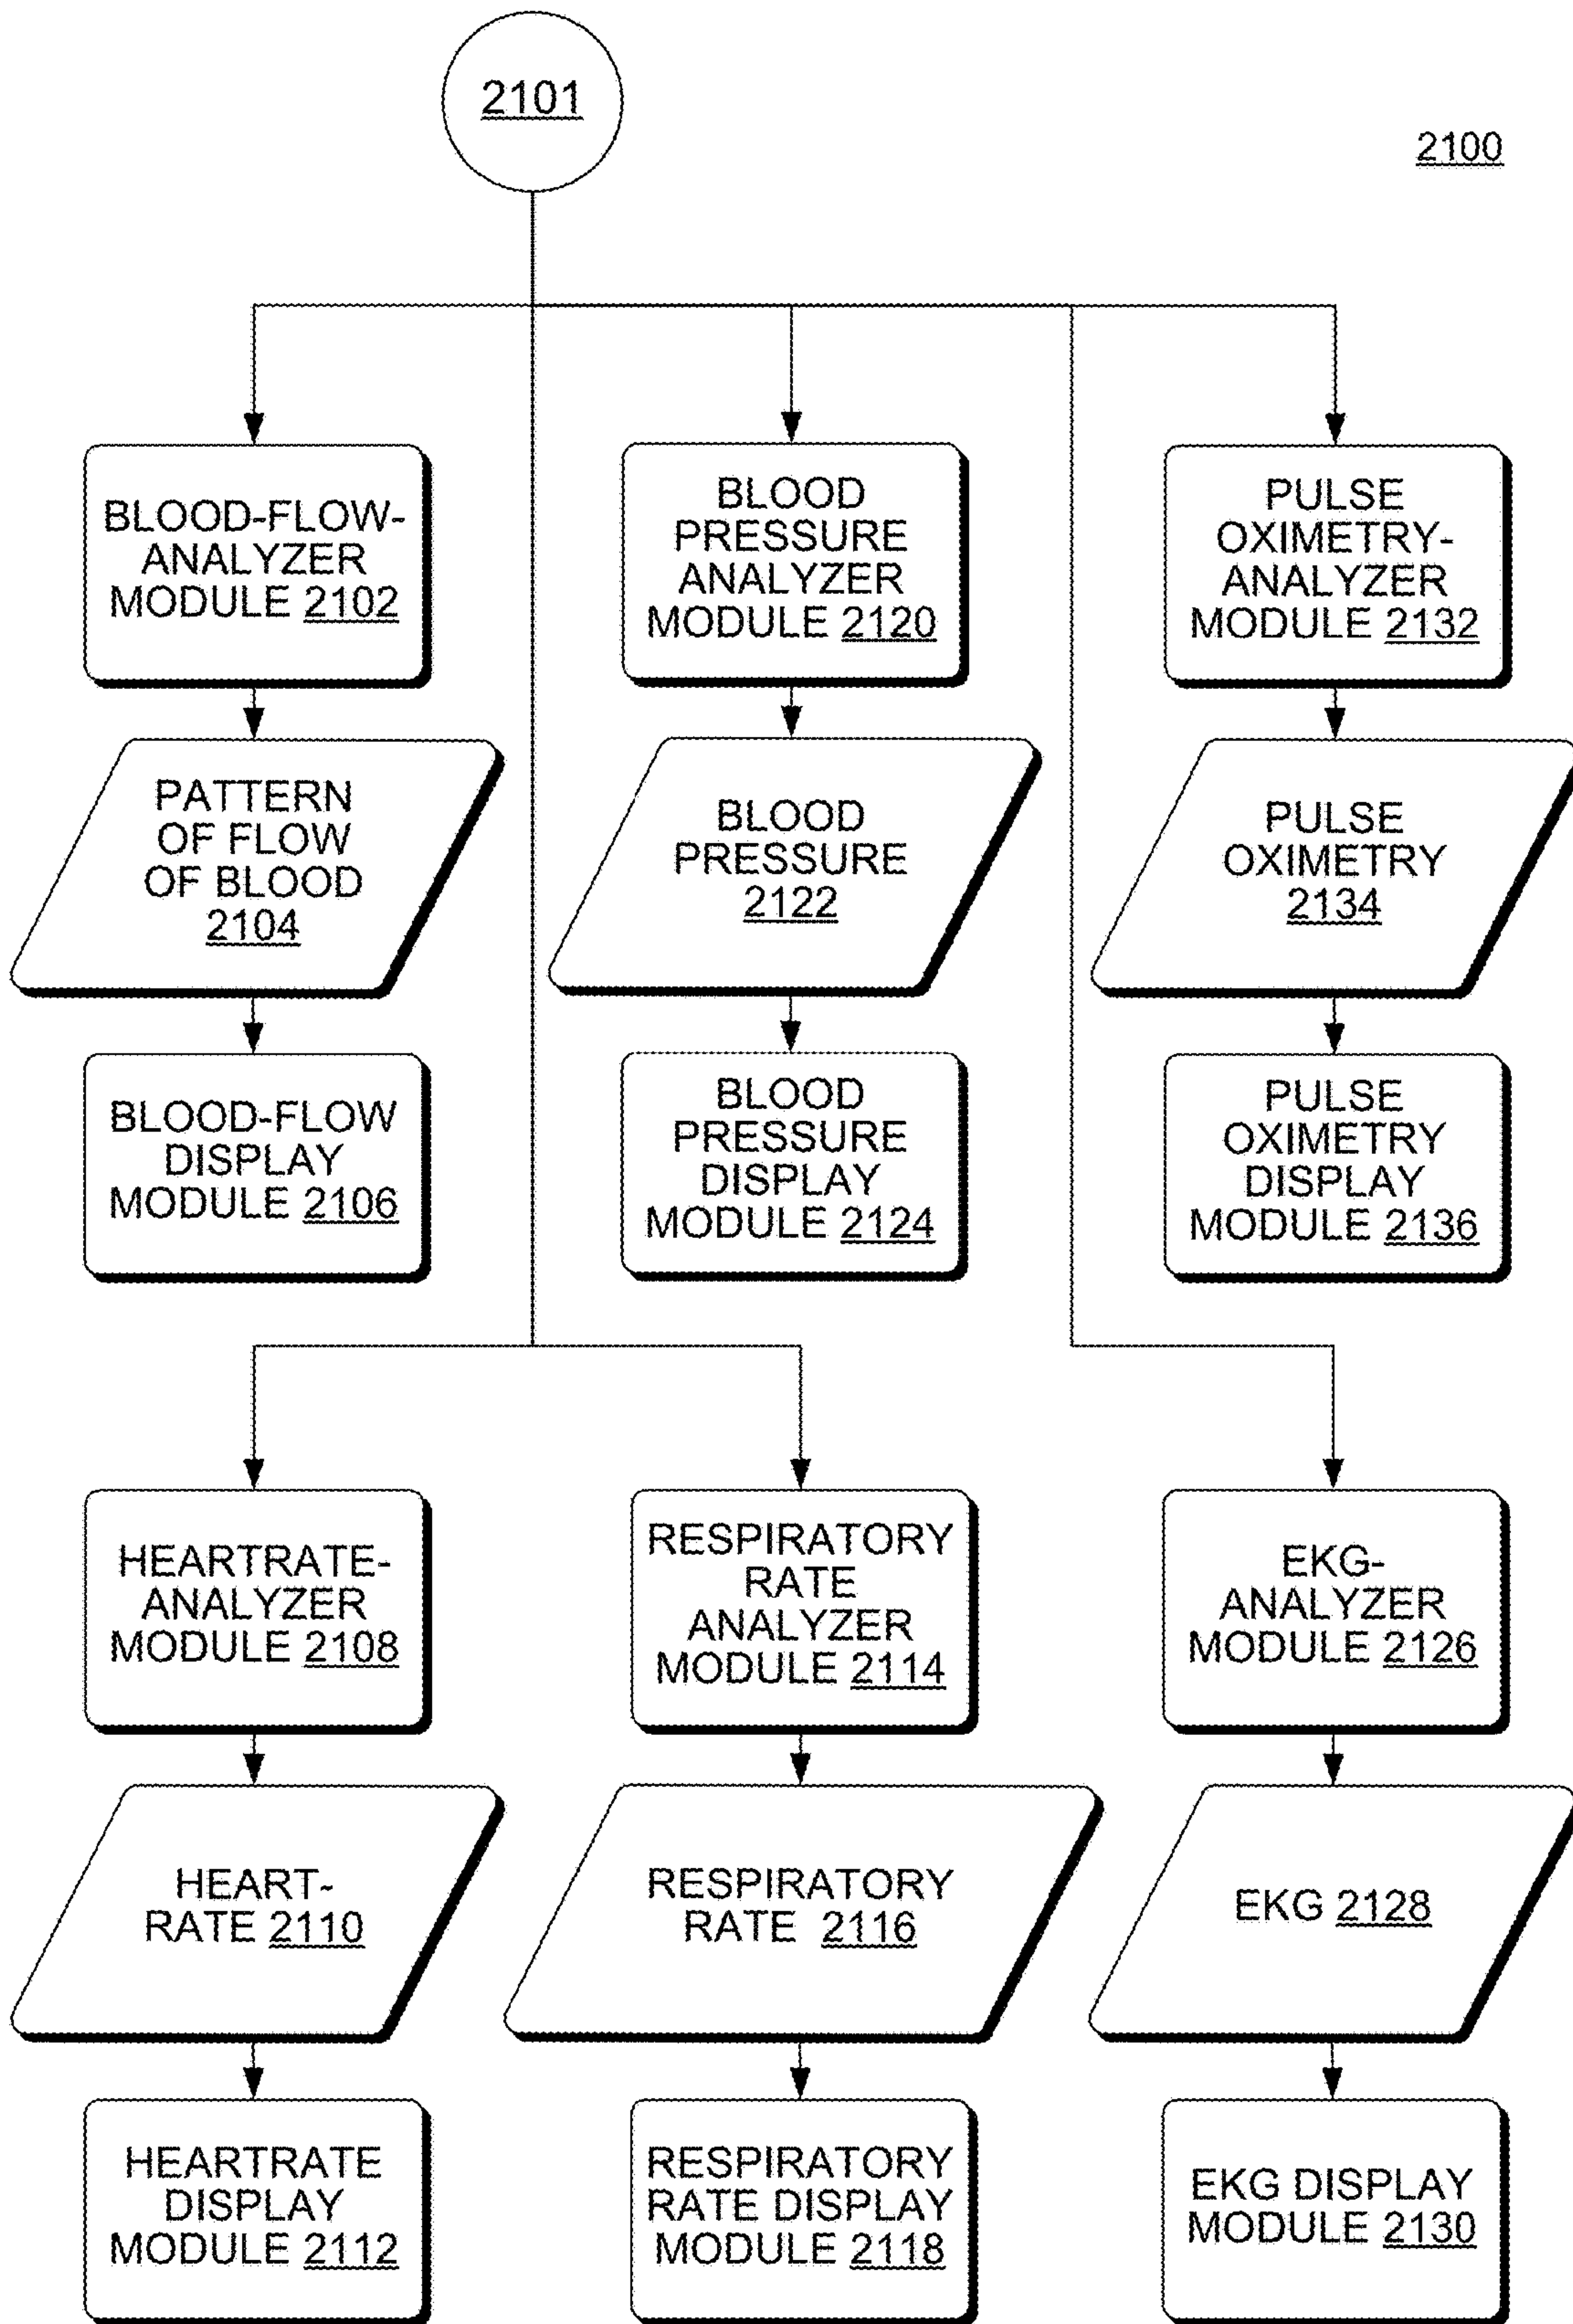 2101
2100
BLOOD-FLOW-
ANALYZER
MODULE 2102
BLOOD
PRESSURE
ANALYZER
MODULE 2120
PULSE
OXIMETRY-
ANALYZER
MODULE 2132
PATTERN
OF FLOW
OF BLOOD
2104
BLOOD
PRESSURE
2122
PULSE
OXIMETRY
2134
BLOOD-FLOW
DISPLAY
MODULE 2106
BLOOD
PRESSURE
DISPLAY
MODULE 2124
PULSE
OXIMETRY
DISPLAY
MODULE 2136
HEARTRATE-
ANALYZER
MODULE 2108
RESPIRATORY
RATE
ANALYZER
MODULE 2114
EKG-
ANALYZER
MODULE 2126
HEART-
RATE 2110
RESPIRATORY
RATE 2116
EKG 2128
HEARTRATE
DISPLAY
MODULE 2112
RESPIRATORY
RATE DISPLAY
MODULE 2118
EKG DISPLAY
MODULE 2130